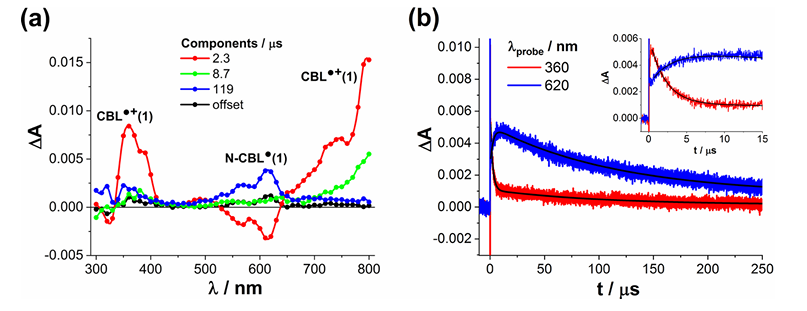 (a)
Components / µs
2.3
8.7
119
offset
CBL●+(1)
CBL●+(1)
N-CBL●(1)
ΔA
0.015
0.010
0.005
0.000
-0.005
300 400 500 600 700 800
λ / nm
(b)
λprobe / nm
360
620
ΔA
0.010
0.008
0.006
0.004
0.002
0.000
-0.002
0 50 100 150 200 250
t / µs
ΔA
0.006
0.004
0.002
0.000
0 5 10 15
t / µs